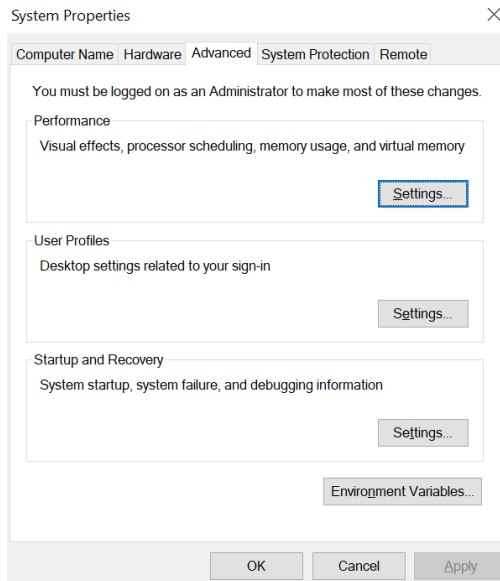 System Properties
Computer Name Hardware Advanced System Protection Remote
You must be logged on as an Administrator to make most of these changes.
Performance
Visual effects, processor scheduling, memory usage, and virtual memory
Settings...
User Profiles
Desktop settings related to your sign-in
Settings...
Startup and Recovery
System startup, system failure, and debugging information
Settings...
Environment Variables...
OK Cancel Apply